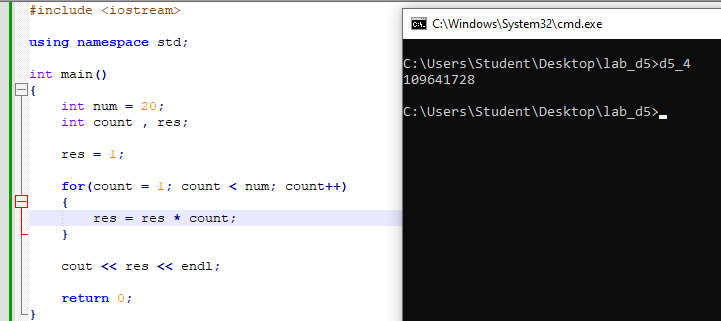 #include <iostream>
using namespace std;
int main()
{
int num = 20;
int count , res;
res = 1;
for(count = 1; count < num; count++)
{
res = res * count;
}
cout << res << endl;
return 0;
}
C:\Windows\System32\cmd.exe
C:\Users\Student\Desktop\lab_d5>d5_4
109641728
C:\Users\Student\Desktop\lab_d5>